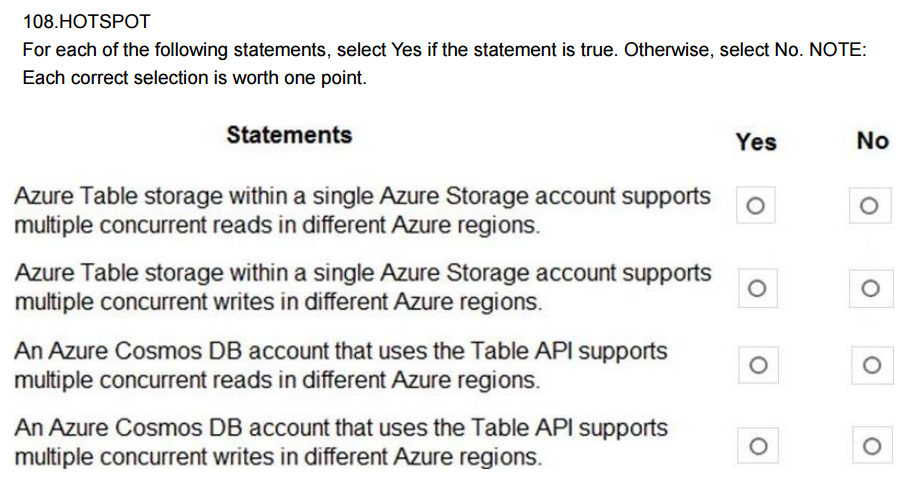 108.HOTSPOT
For each of the following statements, select Yes if the statement is true. Otherwise, select No. NOTE:
Each correct selection is worth one point.
Statements Yes No
Azure Table storage within a single Azure Storage account supports
multiple concurrent reads in different Azure regions.
Azure Table storage within a single Azure Storage account supports
multiple concurrent writes in different Azure regions.
An Azure Cosmos DB account that uses the Table API supports
multiple concurrent reads in different Azure regions.
An Azure Cosmos DB account that uses the Table API supports
multiple concurrent writes in different Azure regions.